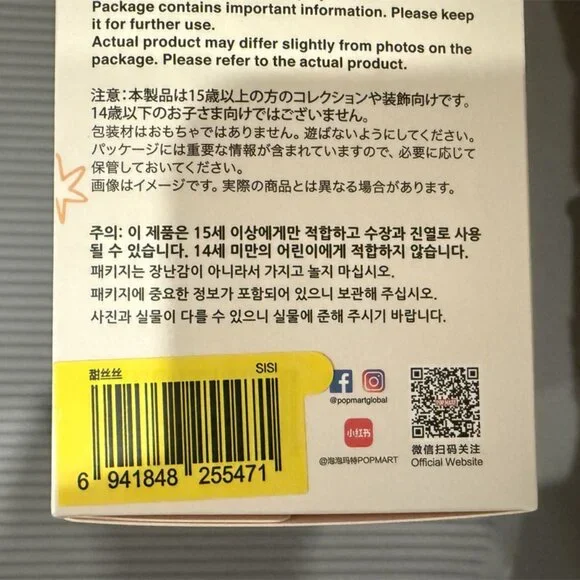 Package contains important information. Please keep
it for further use.
Actual product may differ slightly from photos on the
package. Please refer to the actual product.
注意：本製品は15歳以上の方のコレクションや装飾向けです。
14歳以下のお子さま向けではございません。
包装材はおもちゃではありません。遊ばないようにしてください。
パッケージには重要な情報が含まれていますので、必要に応じて
保管しておいてください。
画像はイメージです。実際の商品とは異なる場合があります。
주의: 이 제품은 15세 이상에게만 적합하고 수장과 진열로 사용
될 수 있습니다. 14세 미만의 어린이에게 적합하지 않습니다.
패키지는 장난감이 아니라서 가지고 놀지 마십시오.
패키지에 중요한 정보가 포함되어 있으니 보관해 주십시오.
사진과 실물이 다를 수 있으니 실물에 준해 주시기 바랍니다.
甜丝丝 SISI
6 941848 255471
@popmartglobal
小红书
@泡泡玛特POPMART
POP MART
微信扫码关注
Official Website